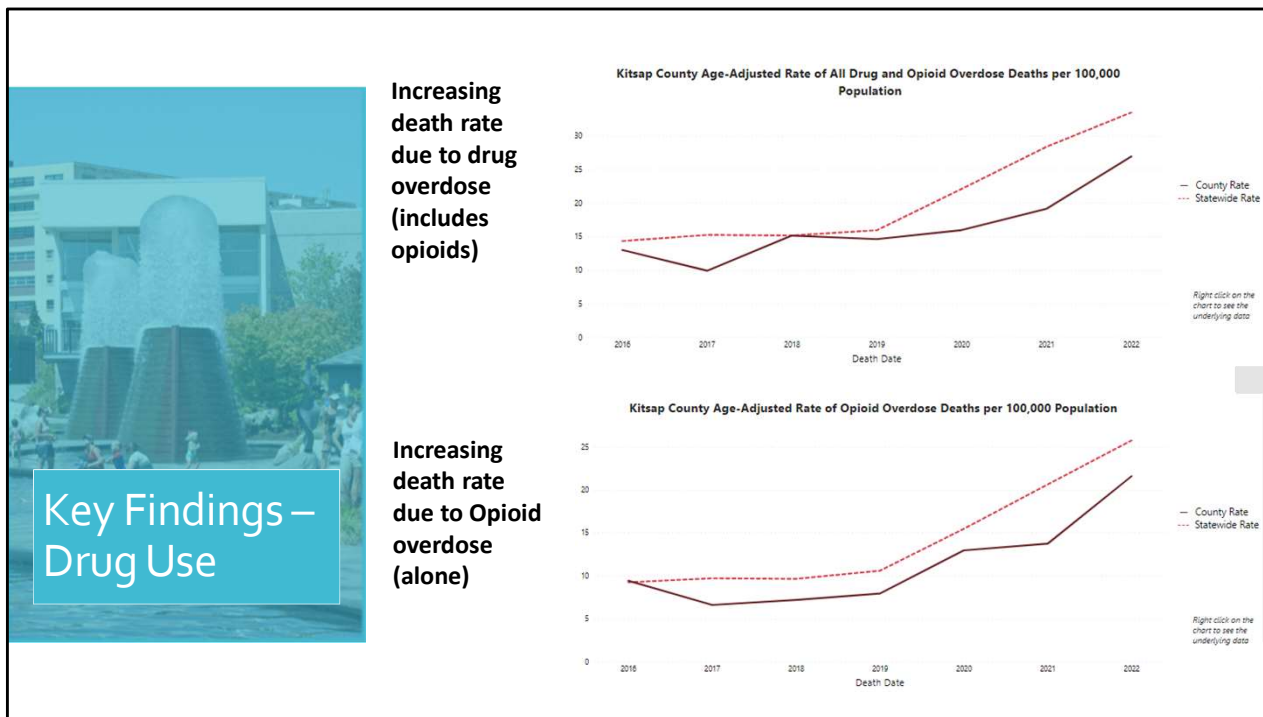 Key Findings –
Drug Use
Increasing
death rate
due to drug
overdose
(includes
opioids)
Kitsap County Age-Adjusted Rate of All Drug and Opioid Overdose Deaths per 100,000
Population
30
25
20
15
10
5
0
2016
2017
2018
2019
2020
2021
2022
Death Date
County Rate
Statewide Rate
Right click on the
chart to see the
underlying data
Increasing
death rate
due to Opioid
overdose
(alone)
Kitsap County Age-Adjusted Rate of Opioid Overdose Deaths per 100,000 Population
25
20
15
10
5
0
2016
2017
2018
2019
2020
2021
2022
Death Date
County Rate
Statewide Rate
Right click on the
chart to see the
underlying data